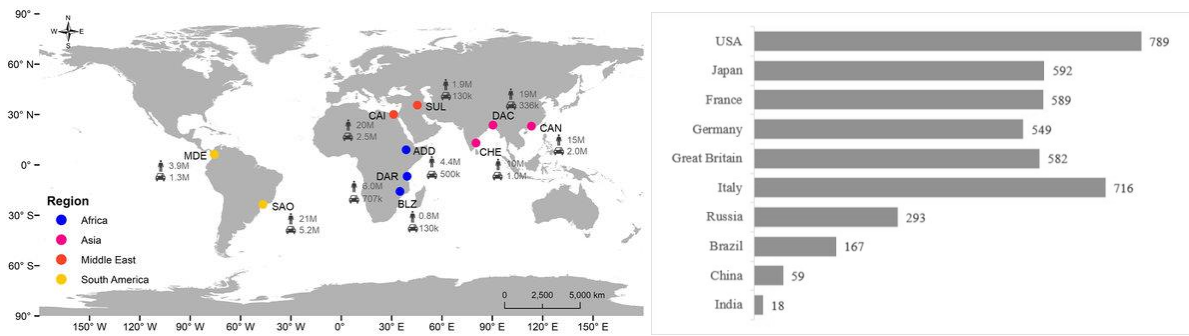 90°
60° N
30° N
0°
30° S
60° S
90°
N
W E
S
1.9M
130k
SUL
CAI
20M
2.5M
19M
336k
DAC
CAN
15M
2.0M
CHE
10M
1.0M
ADD
4.4M
500k
DAR
6.0M
707k
BLZ
0.8M
130k
MDE
3.9M
1.3M
SAO
21M
5.2M
Region
Africa
Asia
Middle East
South America
0 2,500 5,000 km
150° W 120° W 90° W 60° W 30° W 0° 30° E 60° E 90° E 120° E 150° E
USA 789
Japan 592
France 589
Germany 549
Great Britain 582
Italy 716
Russia 293
Brazil 167
China 59
India 18